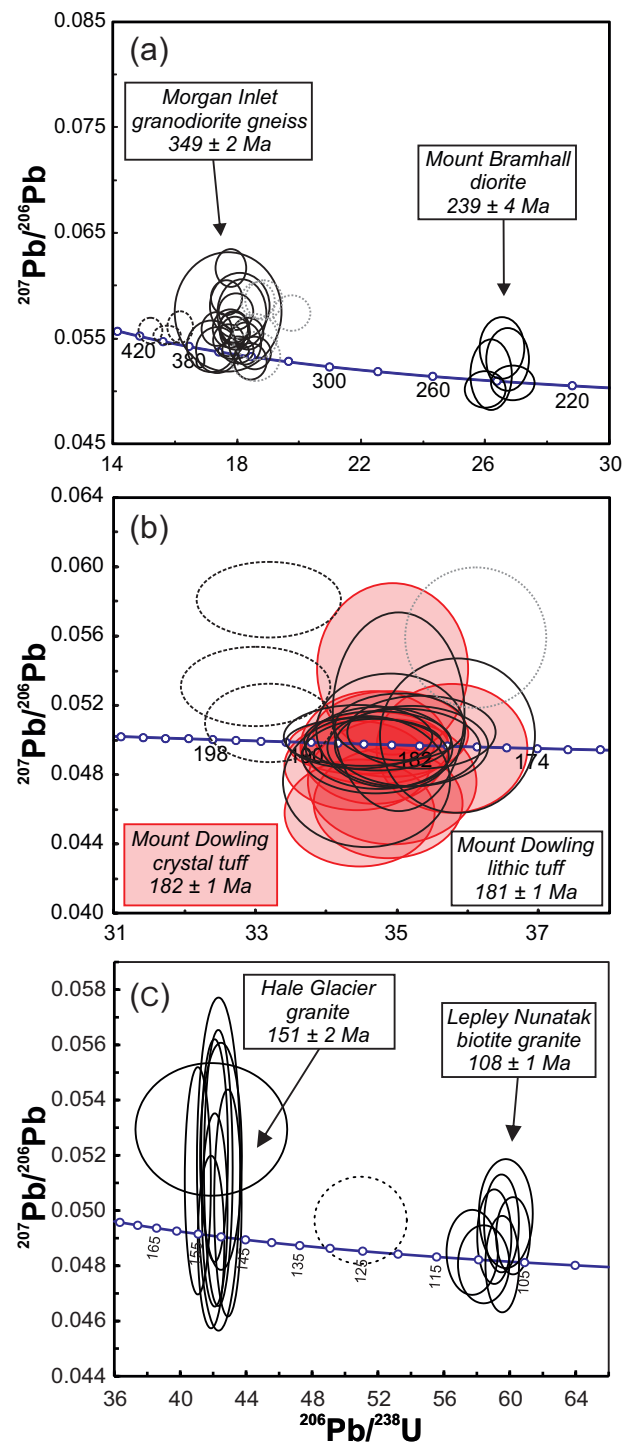 0.085
(a)
Morgan Inlet
granodiorite gneiss
349 ± 2 Ma
0.075
Mount Bramhall
diorite
239 ± 4 Ma
207Pb/206Pb
0.065
0.055
420
380
300
260
220
0.045
14
18
22
26
30
0.064
(b)
0.060
0.056
207Pb/206Pb
0.052
198
190
182
174
0.048
0.044
Mount Dowling
crystal tuff
182 ± 1 Ma
Mount Dowling
lithic tuff
181 ± 1 Ma
0.040
31
33
35
37
0.058
(c)
Hale Glacier
granite
151 ± 2 Ma
Lepley Nunatak
biotite granite
108 ± 1 Ma
0.056
0.054
207Pb/206Pb
0.052
0.050
165
155
145
135
125
115
105
0.048
0.046
0.044
36
40
44
48
52
56
60
64
206Pb/238U